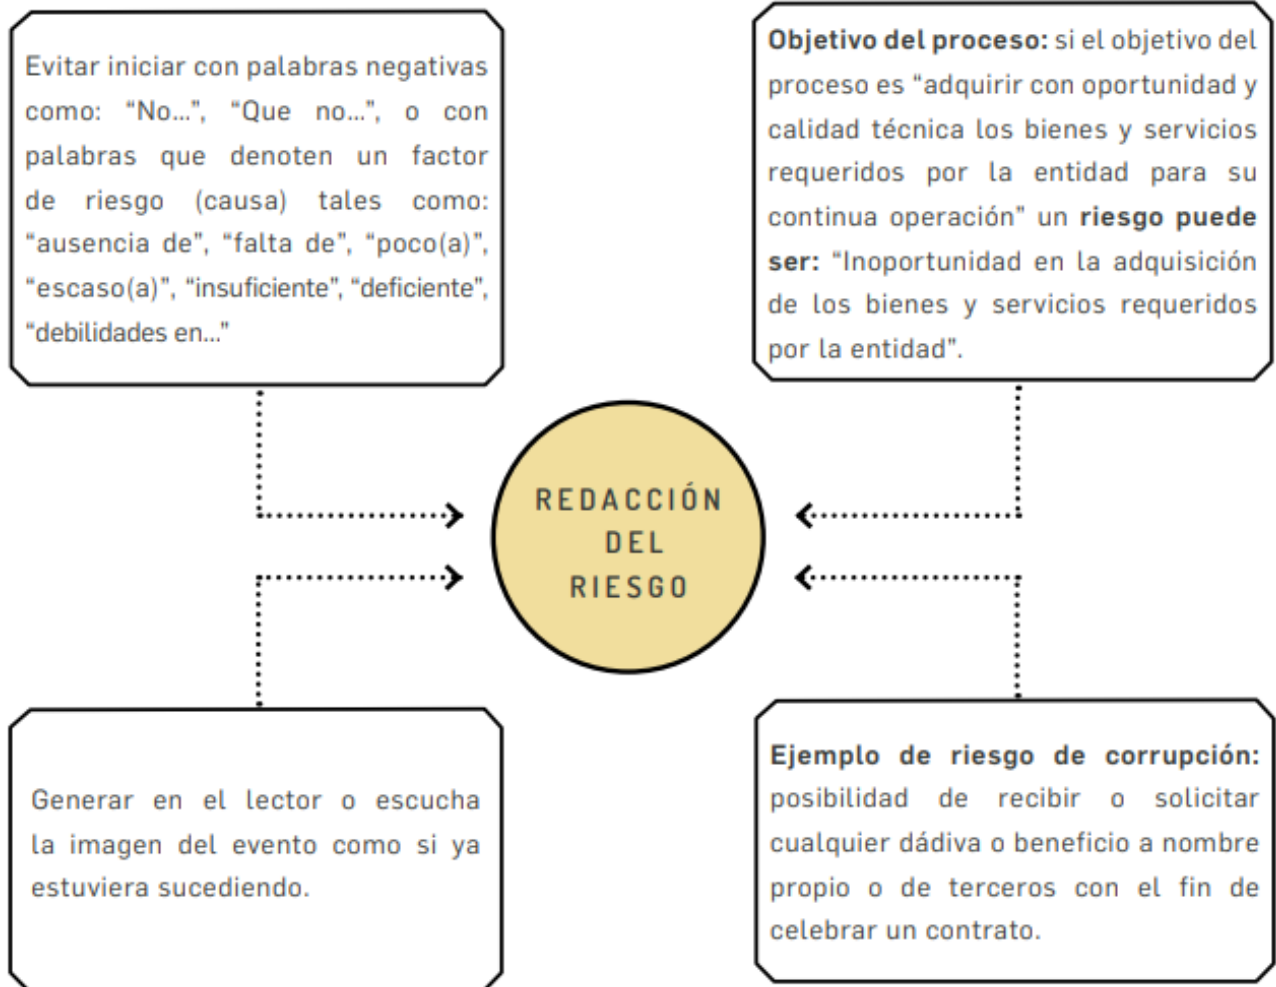 Evitar iniciar con palabras negativas
como: “No...”, “Que no...”, o con
palabras que denoten un factor
de riesgo (causa) tales como:
“ausencia de”, “falta de”, “poco(a)”,
“escaso(a)”, “insuficiente”, “deficiente”,
“debilidades en...”
Objetivo del proceso: si el objetivo del
proceso es “adquirir con oportunidad y
calidad técnica los bienes y servicios
requeridos por la entidad para su
continua operación” un riesgo puede
ser: “Inoportunidad en la adquisición
de los bienes y servicios requeridos
por la entidad”.
REDACCIÓN
DEL
RIESGO
Generar en el lector o escucha
la imagen del evento como si ya
estuviera sucediendo.
Ejemplo de riesgo de corrupción:
posibilidad de recibir o solicitar
cualquier dádiva o beneficio a nombre
propio o de terceros con el fin de
celebrar un contrato.